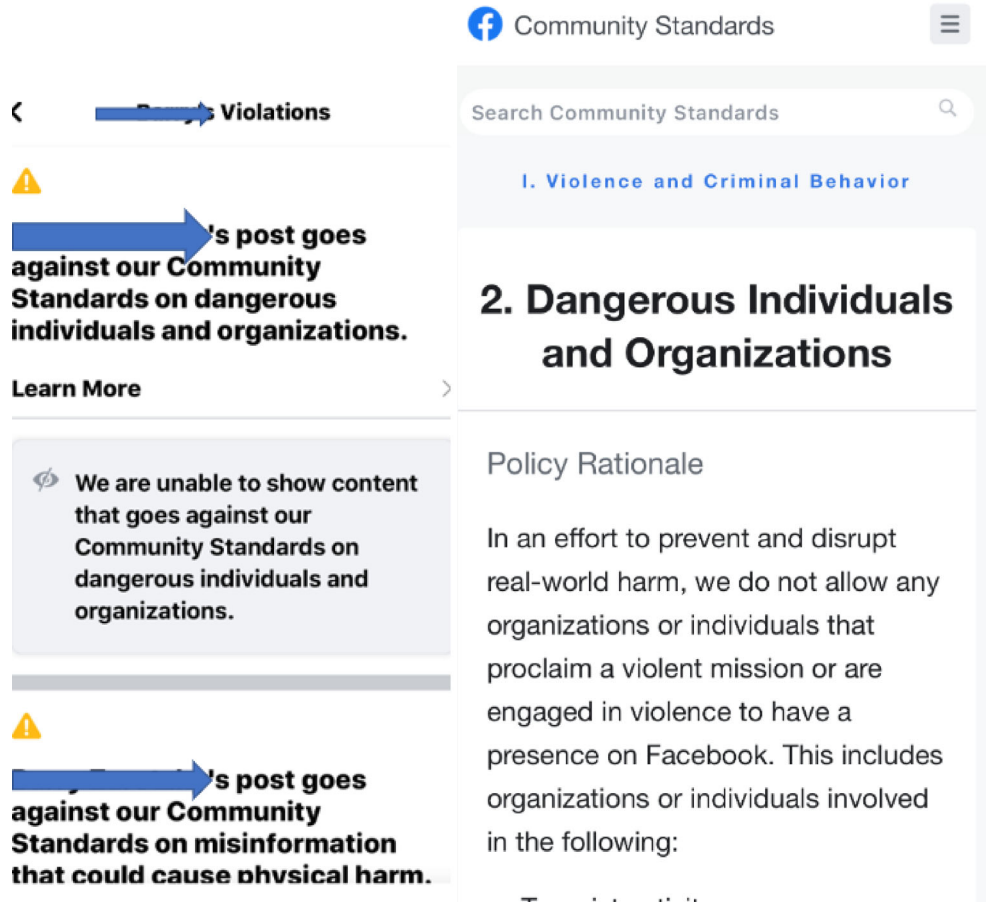 Violations
's post goes
against our Community
Standards on dangerous
individuals and organizations.
Learn More
We are unable to show content
that goes against our
Community Standards on
dangerous individuals and
organizations.
's post goes
against our Community
Standards on misinformation
that could cause physical harm.
Community Standards
Search Community Standards
I. Violence and Criminal Behavior
2. Dangerous Individuals
and Organizations
Policy Rationale
In an effort to prevent and disrupt
real-world harm, we do not allow any
organizations or individuals that
proclaim a violent mission or are
engaged in violence to have a
presence on Facebook. This includes
organizations or individuals involved
in the following: